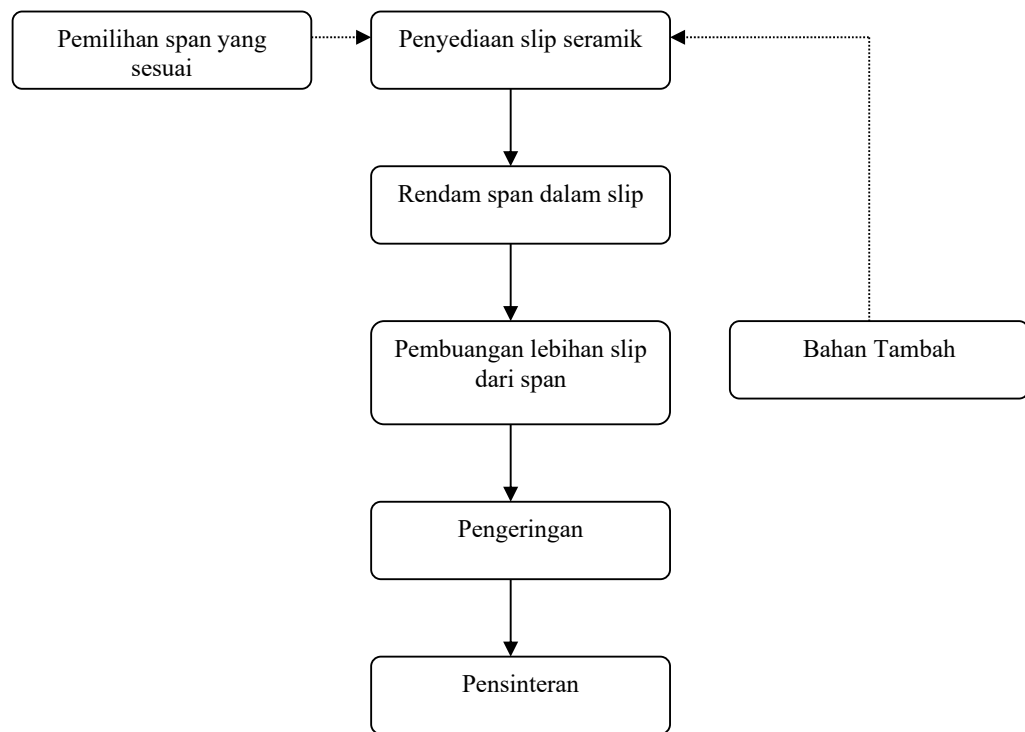 Pemilihan span yang
sesuai
Penyediaan slip seramik
Rendam span dalam slip
Pembuangan lebihan slip
dari span
Bahan Tambah
Pengeringan
Pensinteran